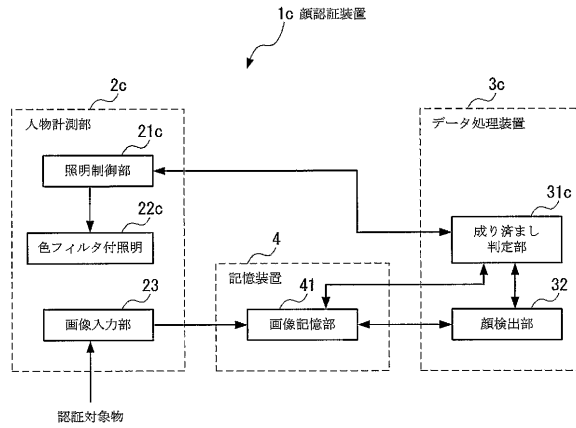 1c 顔認証装置
2c
人物計測部
21c
照明制御部
22c
色フィルタ付照明
23
画像入力部
認証対象物
4
記憶装置
41
画像記憶部
3c
データ処理装置
31c
成り済まし
判定部
32
顔検出部